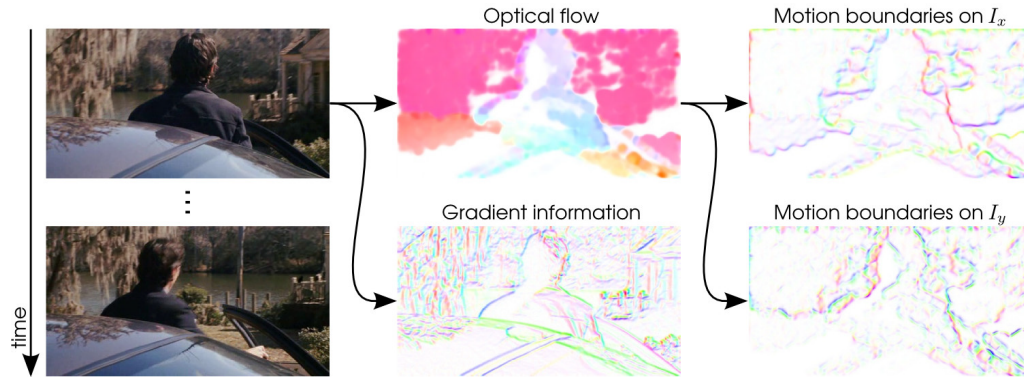 Optical flow
Motion boundaries on I_x
Gradient information
Motion boundaries on I_y
time